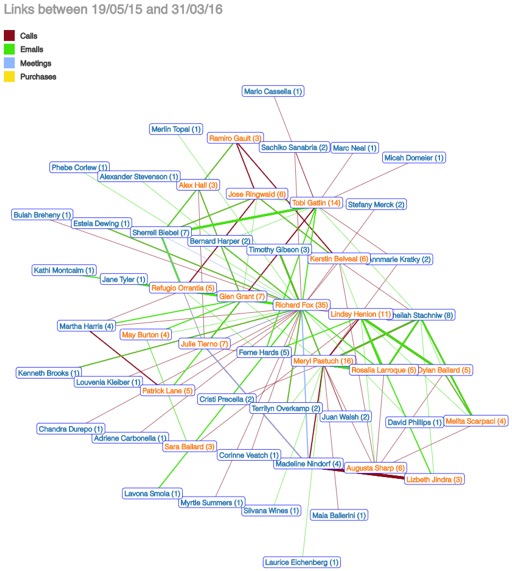 Links between 19/05/15 and 31/03/16
Calls
Emails
Meetings
Purchases
Mario Cassella (1)
Merlin Topal (1)
Ramiro Gault (3)
Sachiko Sanabria (2)
Marc Neal (1)
Micah Domeier (1)
Phebe Corlew (1)
Alexander Stevenson (1)
Alex Hall (3)
Jose Ringwald (6)
Tobi Gatlin (14)
Stefany Merck (2)
Bulah Breheny (1)
Estela Dewing (1)
Sherrell Biebel (7)
Bernard Harper (2)
Timothy Gibson (3)
Kerstin Belveal (6)
nnmarie Kratky (2)
Kathi Montcalm (1)
Jane Tyler (1)
Refugio Orrantia (5)
Glen Grant (7)
Richard Fox (35)
Lindsy Henion (11)
helian Stachniw (8)
Martha Harris (4)
May Burton (4)
Julie Tierno (7)
Ferne Hards (5)
Meryl Pastuch (16)
Rosalia Larroque (5)
Dylan Ballard (5)
Kenneth Brooks (1)
Louvenia Kleiber (1)
Patrick Lane (5)
Cristi Precella (2)
Terrilyn Overkamp (2)
Juan Walsh (2)
David Phillips (1)
Melita Scarpaci (4)
Chandra Durepo (1)
Adriene Carbonella (1)
Sara Ballard (3)
Corinne Veatch (1)
Madeline Nindorf (4)
Augusta Sharp (6)
Lizbeth Jindra (3)
Lavona Smola (1)
Myrtle Summers (1)
Silvana Wines (1)
Maia Ballerini (1)
Laurice Eichenberg (1)